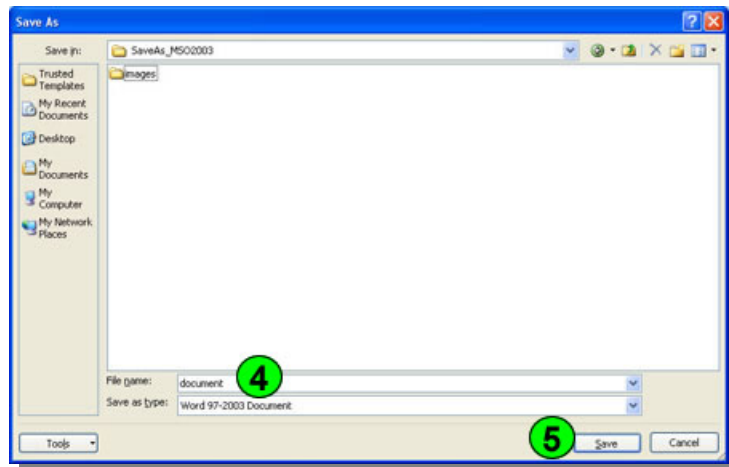 Save As
Save in:
SaveAs_MSO2003
Trusted
Templates
My Recent
Documents
Desktop
My
Documents
My
Computer
My Network
Places
images
File name:
document
4
Save as type:
Word 97-2003 Document
Tools
5
Save
Cancel